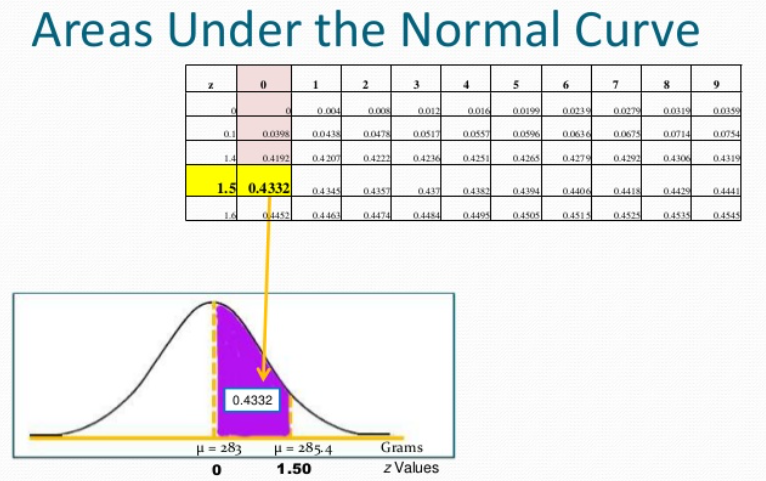 Areas Under the Normal Curve
z 0 1 2 3 4 5 6 7 8 9
0 0 0.004 0.008 0.012 0.016 0.0199 0.0239 0.0279 0.0319 0.0359
0.1 0.0398 0.0438 0.0478 0.0517 0.0557 0.0596 0.0636 0.0675 0.0714 0.0754
1.4 0.4192 0.4207 0.4222 0.4236 0.4251 0.4265 0.4279 0.4292 0.4306 0.4319
1.5 0.4332 0.4345 0.4357 0.437 0.4382 0.4394 0.4406 0.4418 0.4429 0.4441
1.6 0.4452 0.4463 0.4474 0.4484 0.4495 0.4505 0.4515 0.4525 0.4535 0.4545
0.4332
μ = 283 μ = 285.4 Grams
0 1.50 z Values